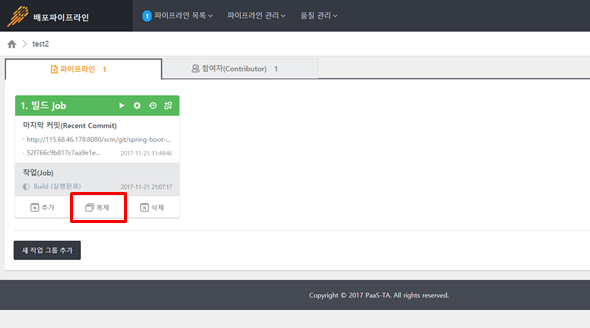 배포파이프라인
1 파이프라인 목록
파이프라인 관리
품질 관리
test2
파이프라인 1
참여자(Contributor) 1
1. 빌드 Job
마지막 커밋(Recent Commit)
- http://115.68.46.178:8080/scm/git/spring-boot-...
- 52f766c9b817c7aa9e1e... 2017-11-21 11:44:46
작업(Job)
Build (실행완료) 2017-11-21 21:07:17
추가
복제
삭제
새 작업 그룹 추가
Copyright © 2017 PaaS-TA. All rights reserved.